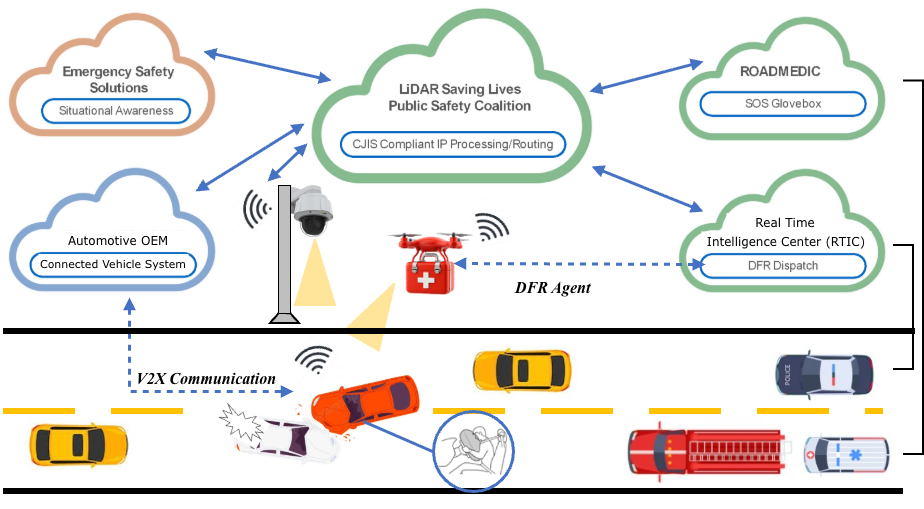 Emergency Safety
Solutions
Situational Awareness
LiDAR Saving Lives
Public Safety Coalition
CJIS Compliant IP Processing/Routing
ROADMEDIC
SOS Glovebox
Automotive OEM
Connected Vehicle System
Real Time
Intelligence Center (RTIC)
DFR Dispatch
DFR Agent
V2X Communication
POLICE